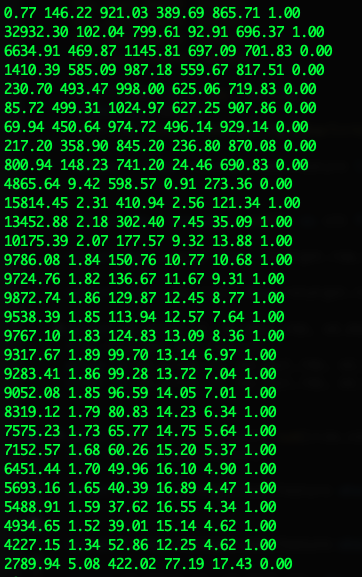 0.77 146.22 921.03 389.69 865.71 1.00
32932.30 102.04 799.61 92.91 696.37 1.00
6634.91 469.87 1145.81 697.09 701.83 0.00
1410.39 585.09 987.18 559.67 817.51 0.00
230.70 493.47 998.00 625.06 719.83 0.00
85.72 499.31 1024.97 627.25 907.86 0.00
69.94 450.64 974.72 496.14 929.14 0.00
217.20 358.90 845.20 236.80 870.08 0.00
800.94 148.23 741.20 24.46 690.83 0.00
4865.64 9.42 598.57 0.91 273.36 0.00
15814.45 2.31 410.94 2.56 121.34 1.00
13452.88 2.18 302.40 7.45 35.09 1.00
10175.39 2.07 177.57 9.32 13.88 1.00
9786.08 1.84 150.76 10.77 10.68 1.00
9724.76 1.82 136.67 11.67 9.31 1.00
9872.74 1.86 129.87 12.45 8.77 1.00
9538.39 1.85 113.94 12.57 7.64 1.00
9767.10 1.83 124.83 13.09 8.36 1.00
9317.67 1.89 99.70 13.14 6.97 1.00
9283.41 1.86 99.28 13.72 7.04 1.00
9052.08 1.85 96.59 14.05 7.01 1.00
8319.12 1.79 80.83 14.23 6.34 1.00
7575.23 1.73 65.77 14.75 5.64 1.00
7152.57 1.68 60.26 15.20 5.37 1.00
6451.44 1.70 49.96 16.10 4.90 1.00
5693.16 1.65 40.39 16.89 4.47 1.00
5488.91 1.59 37.62 16.55 4.34 1.00
4934.65 1.52 39.01 15.14 4.62 1.00
4227.15 1.34 52.86 12.25 4.62 1.00
2789.94 5.08 422.02 77.19 17.43 0.00